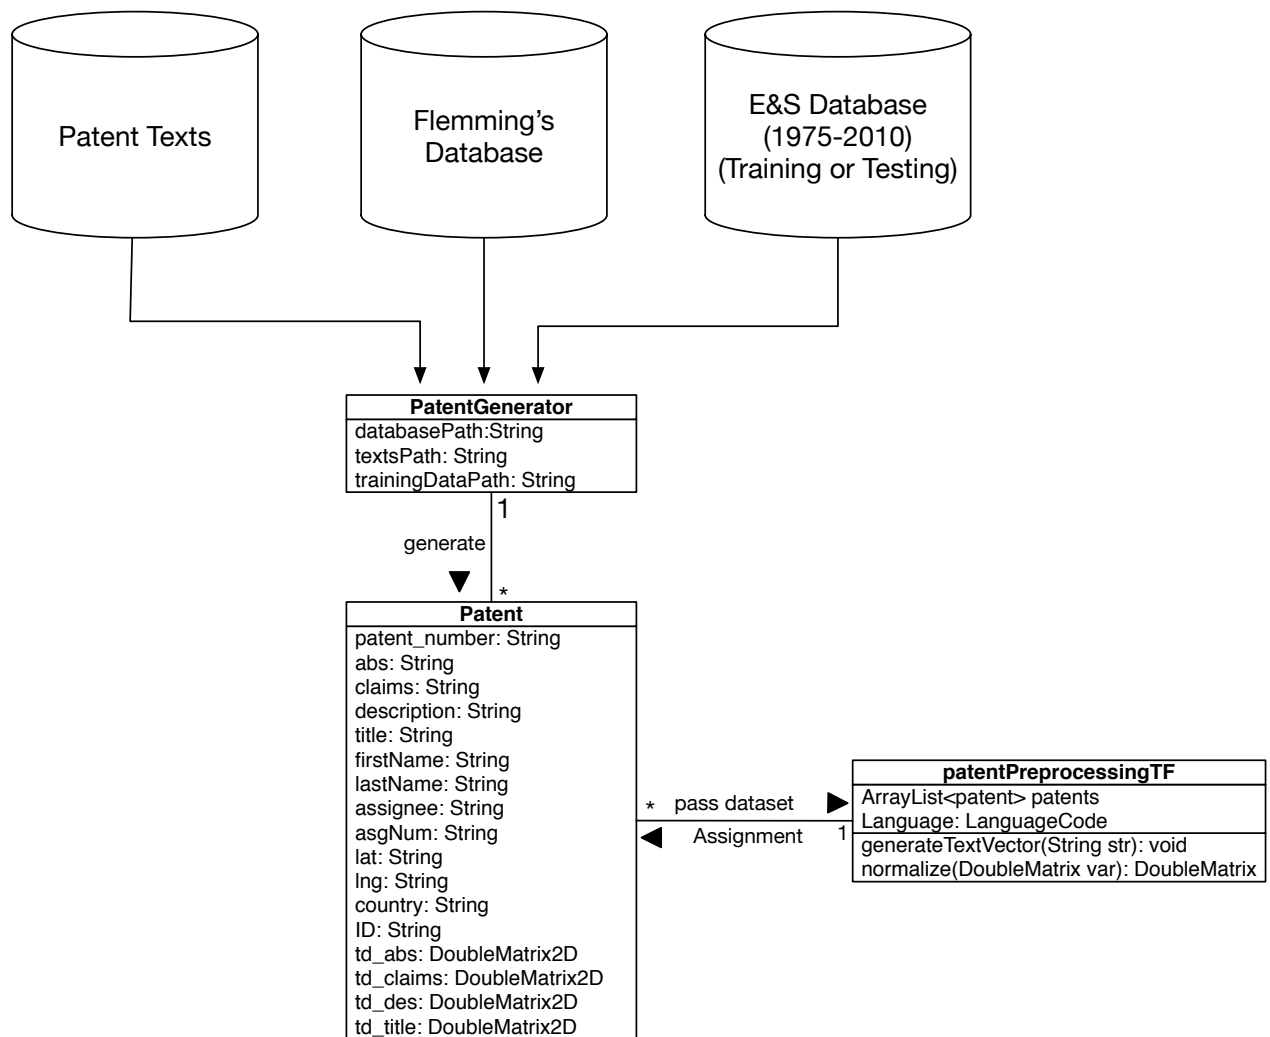 Patent Texts
Flemming's
Database
E&S Database
(1975-2010)
(Training or Testing)
PatentGenerator
databasePath:String
textsPath: String
trainingDataPath: String
1
generate
*
Patent
patent_number: String
abs: String
claims: String
description: String
title: String
firstName: String
lastName: String
assignee: String
asgNum: String
lat: String
lng: String
country: String
ID: String
td_abs: DoubleMatrix2D
td_claims: DoubleMatrix2D
td_des: DoubleMatrix2D
td_title: DoubleMatrix2D
* pass dataset
Assignment 1
patentPreprocessingTF
ArrayList<patent> patents
Language: LanguageCode
generateTextVector(String str): void
normalize(DoubleMatrix var): DoubleMatrix